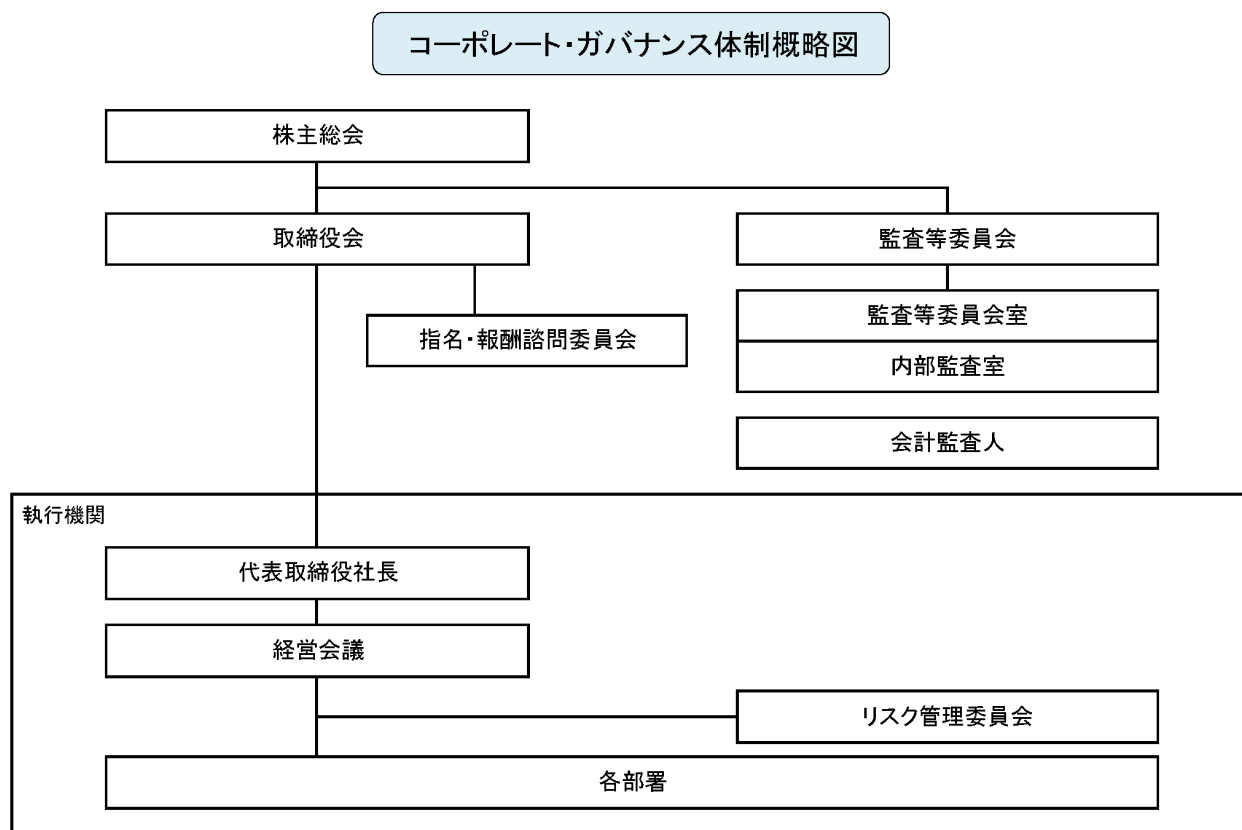 コーポレート・ガバナンス体制概略図
株主総会
取締役会
監査等委員会
監査等委員会室
指名・報酬諮問委員会
内部監査室
会計監査人
執行機関
代表取締役社長
経営会議
リスク管理委員会
各部署